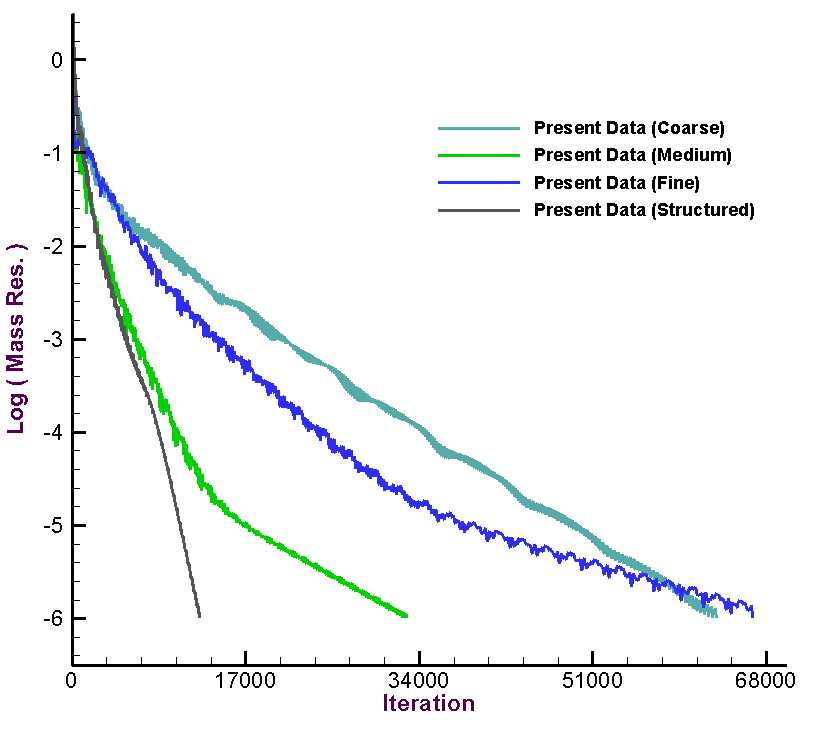 0
-1
-2
-3
-4
-5
-6
Log ( Mass Res. )
Present Data (Coarse)
Present Data (Medium)
Present Data (Fine)
Present Data (Structured)
0 17000 34000 51000 68000
Iteration